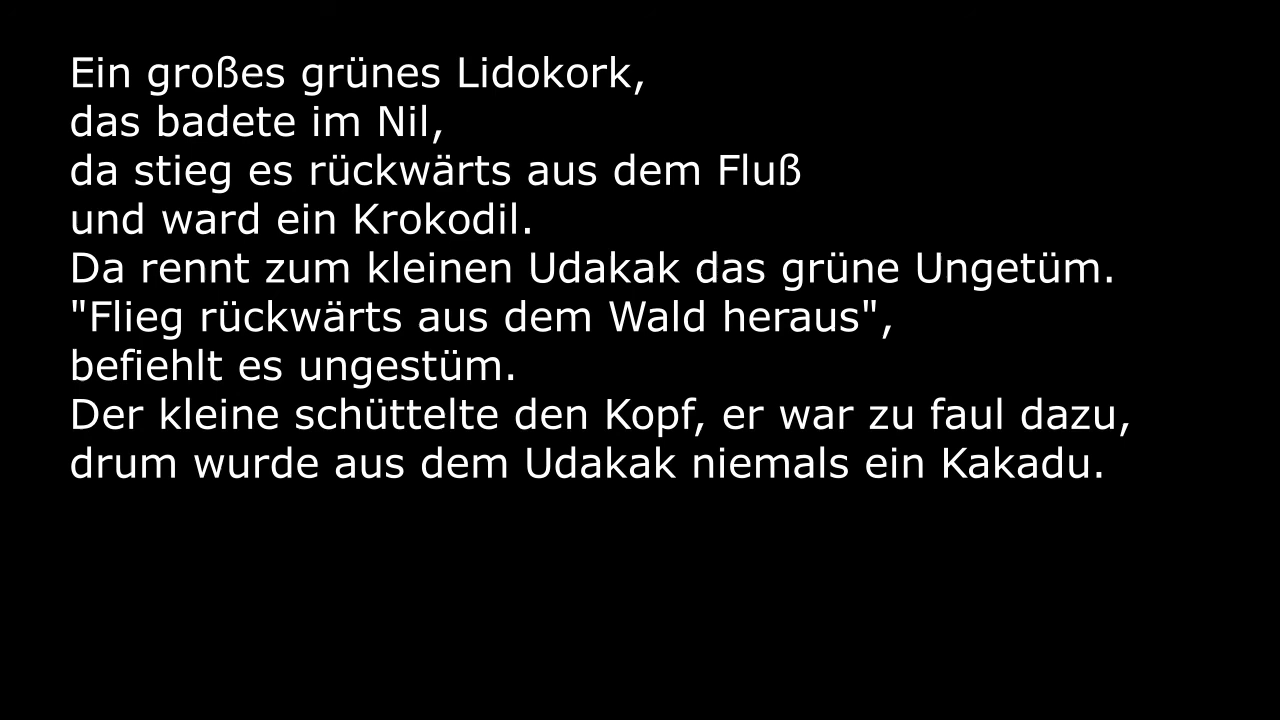 Ein großes grünes Lidokork,
das badete im Nil,
da stieg es rückwärts aus dem Fluß
und ward ein Krokodil.
Da rennt zum kleinen Udakak das grüne Ungetüm.
"Flieg rückwärts aus dem Wald heraus",
befiehlt es ungestüm.
Der kleine schüttelte den Kopf, er war zu faul dazu,
drum wurde aus dem Udakak niemals ein Kakadu.